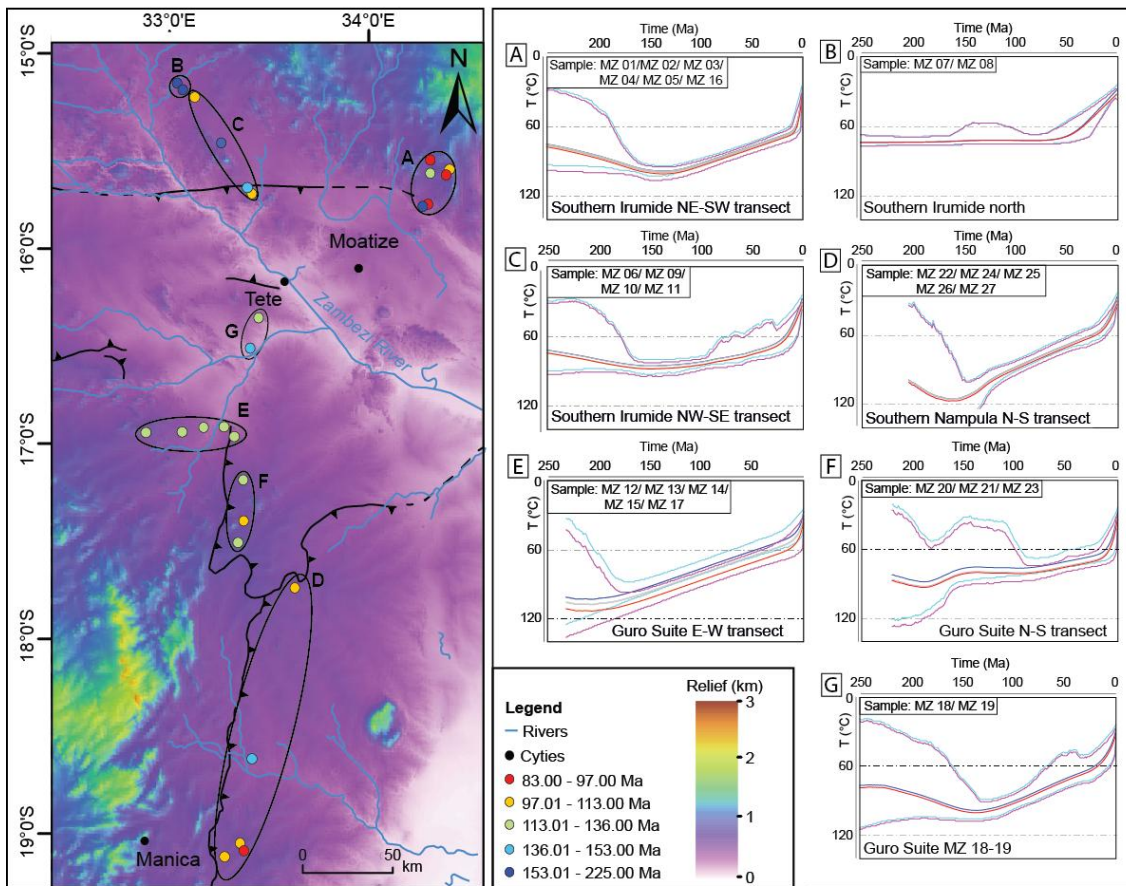 33°0'E
34°0'E
15°0'S
16°0'S
17°0'S
18°0'S
19°0'S
N
B
C
A
Moatize
Tete
Zambezi River
G
E
F
D
Manica
0 50
km
A
Time (Ma)
200 150 100 50 0
0
60
120
T (°C)
Sample: MZ 01/MZ 02/ MZ 03/
MZ 04/ MZ 05/ MZ 16
Southern Irumide NE-SW transect
B
Time (Ma)
250 200 150 100 50 0
0
60
120
T (°C)
Sample: MZ 07/ MZ 08
Southern Irumide north
C
Time (Ma)
250 200 150 100 50 0
0
60
120
T (°C)
Sample: MZ 06/ MZ 09/
MZ 10/ MZ 11
Southern Irumide NW-SE transect
D
Time (Ma)
250 200 150 100 50 0
0
60
120
T (°C)
Sample: MZ 22/ MZ 24/ MZ 25
MZ 26/ MZ 27
Southern Nampula N-S transect
E
Time (Ma)
250 200 150 100 50 0
0
60
120
T (°C)
Sample: MZ 12/ MZ 13/ MZ 14/
MZ 15/ MZ 17
Guro Suite E-W transect
F
Time (Ma)
250 200 150 100 50 0
0
60
120
T (°C)
Sample: MZ 20/ MZ 21/ MZ 23
Guro Suite N-S transect
G
Time (Ma)
250 200 150 100 50 0
0
60
120
T (°C)
Sample: MZ 18/ MZ 19
Guro Suite MZ 18-19
Legend
Rivers
Cyties
83.00 - 97.00 Ma
97.01 - 113.00 Ma
113.01 - 136.00 Ma
136.01 - 153.00 Ma
153.01 - 225.00 Ma
Relief (km)
3
2
1
0